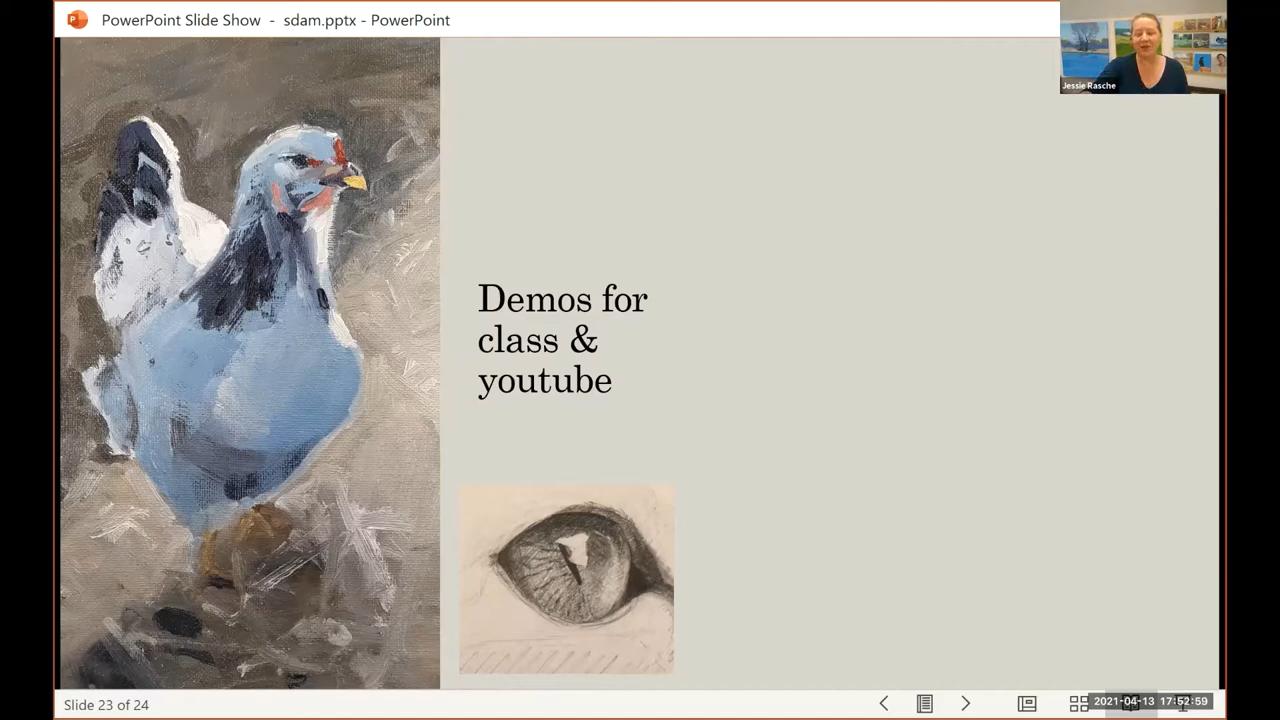 PowerPoint Slide Show - sdam.pptx - PowerPoint
Jessie Rasche
Demos for
class &
youtube
Slide 23 of 24
2021-04-13 17:52:59